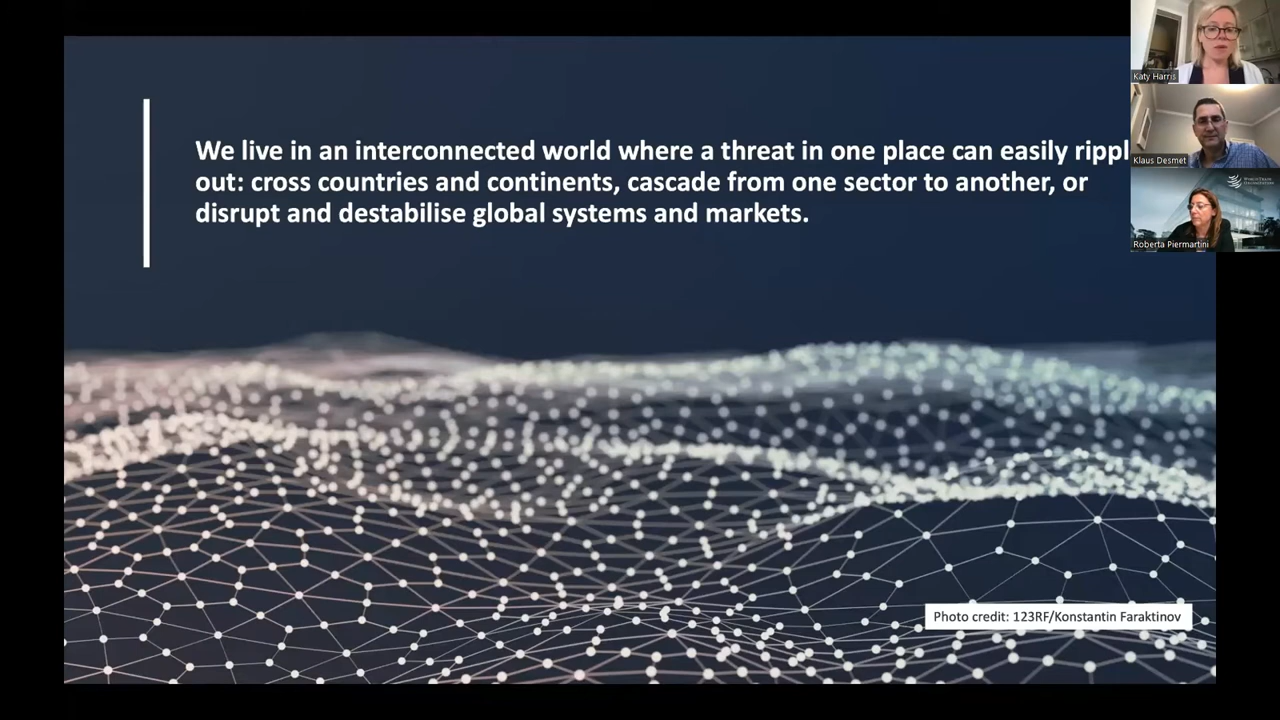 We live in an interconnected world where a threat in one place can easily rippl
out: cross countries and continents, cascade from one sector to another, or
disrupt and destabilise global systems and markets.
Katy Harris
Klaus Desmet
Roberta Piermartini
Photo credit: 123RF/Konstantin Faraktinov